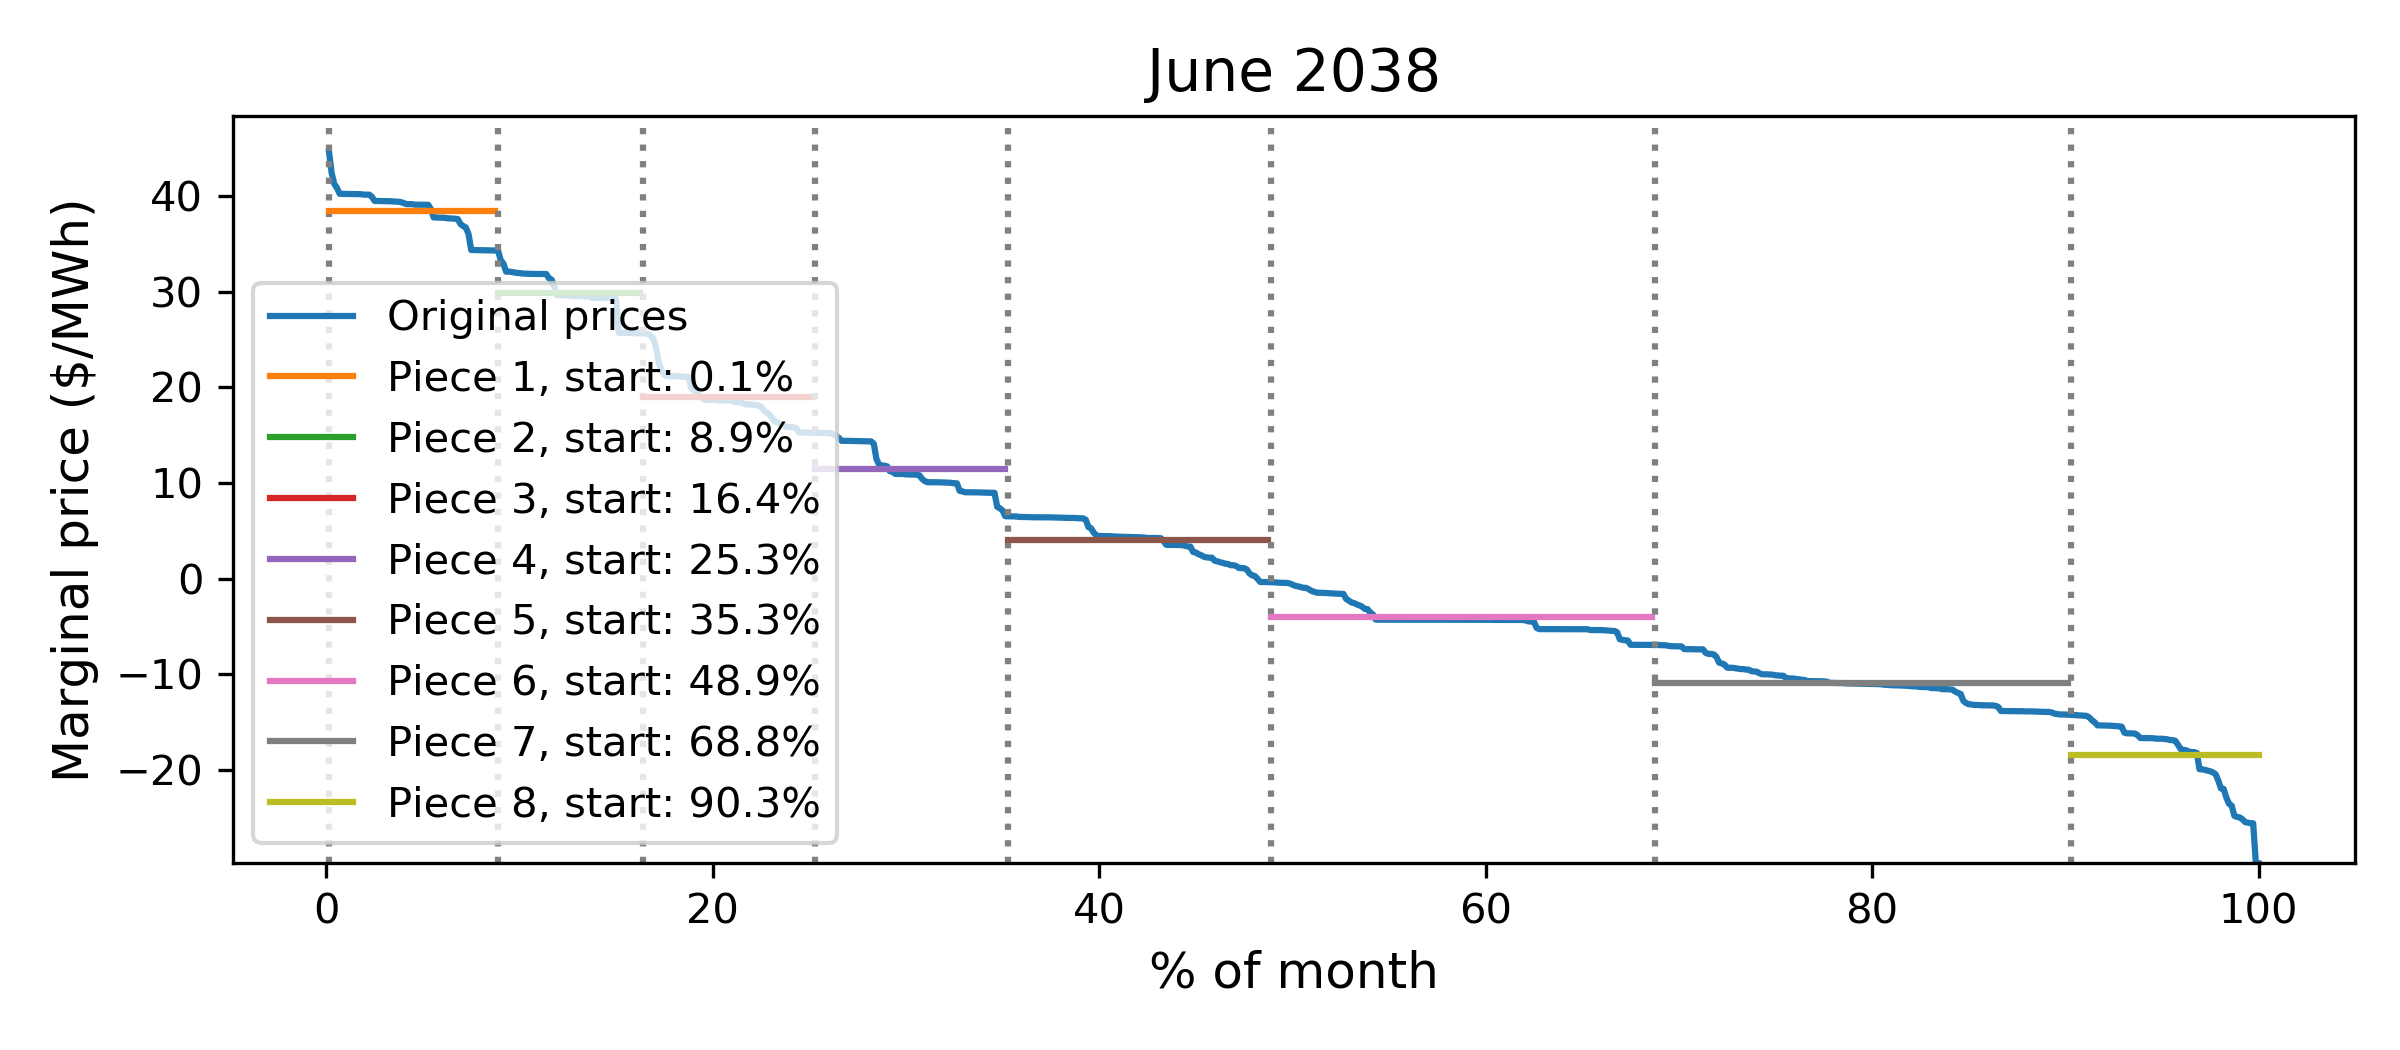 June 2038
Marginal price ($/MWh)
40
30
20
10
0
−10
−20
Original prices
Piece 1, start: 0.1%
Piece 2, start: 8.9%
Piece 3, start: 16.4%
Piece 4, start: 25.3%
Piece 5, start: 35.3%
Piece 6, start: 48.9%
Piece 7, start: 68.8%
Piece 8, start: 90.3%
0 20 40 60 80 100
% of month